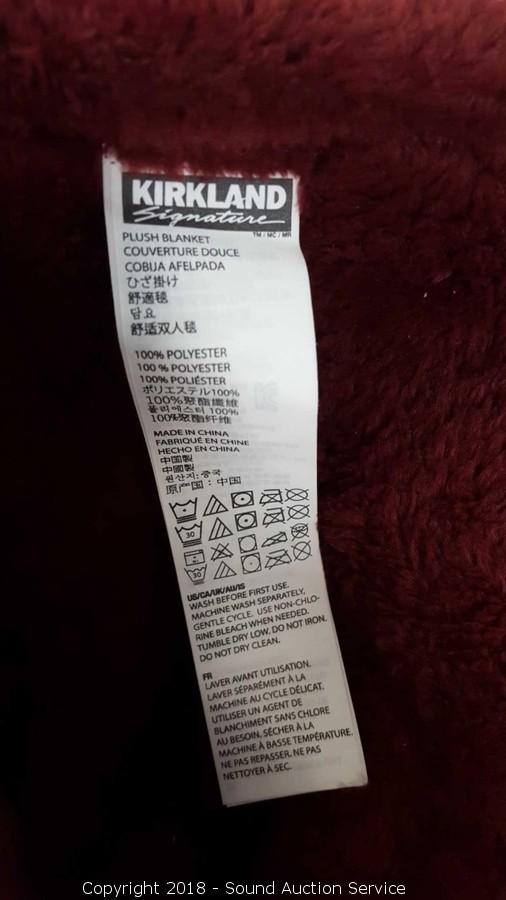 KIRKLAND
Signature
TM / MC / MR
PLUSH BLANKET
COUVERTURE DOUCE
COBIJA AFELPADA
ひざ掛け
舒適毯
담요
舒适双人毯
100% POLYESTER
100 % POLYESTER
100% POLIÉSTER
ポリエステル100%
100%聚酯纖維
폴리에스터 100%
100%聚酯纤维
MADE IN CHINA
FABRIQUÉ EN CHINE
HECHO EN CHINA
中国製
中國製
원산지: 중국
原产国：中国
30
30
US/CA/UK/AU/IS
WASH BEFORE FIRST USE.
MACHINE WASH SEPARATELY,
GENTLE CYCLE. USE NON-CHLO-
RINE BLEACH WHEN NEEDED.
TUMBLE DRY LOW. DO NOT IRON.
DO NOT DRY CLEAN.
FR
LAVER AVANT UTILISATION.
LAVER SÉPARÉMENT À LA
MACHINE AU CYCLE DÉLICAT.
UTILISER UN AGENT DE
BLANCHIMENT SANS CHLORE
AU BESOIN. SÉCHER À LA
MACHINE À BASSE TEMPÉRATURE.
NE PAS REPASSER. NE PAS
NETTOYER À SEC.
Copyright 2018 - Sound Auction Service